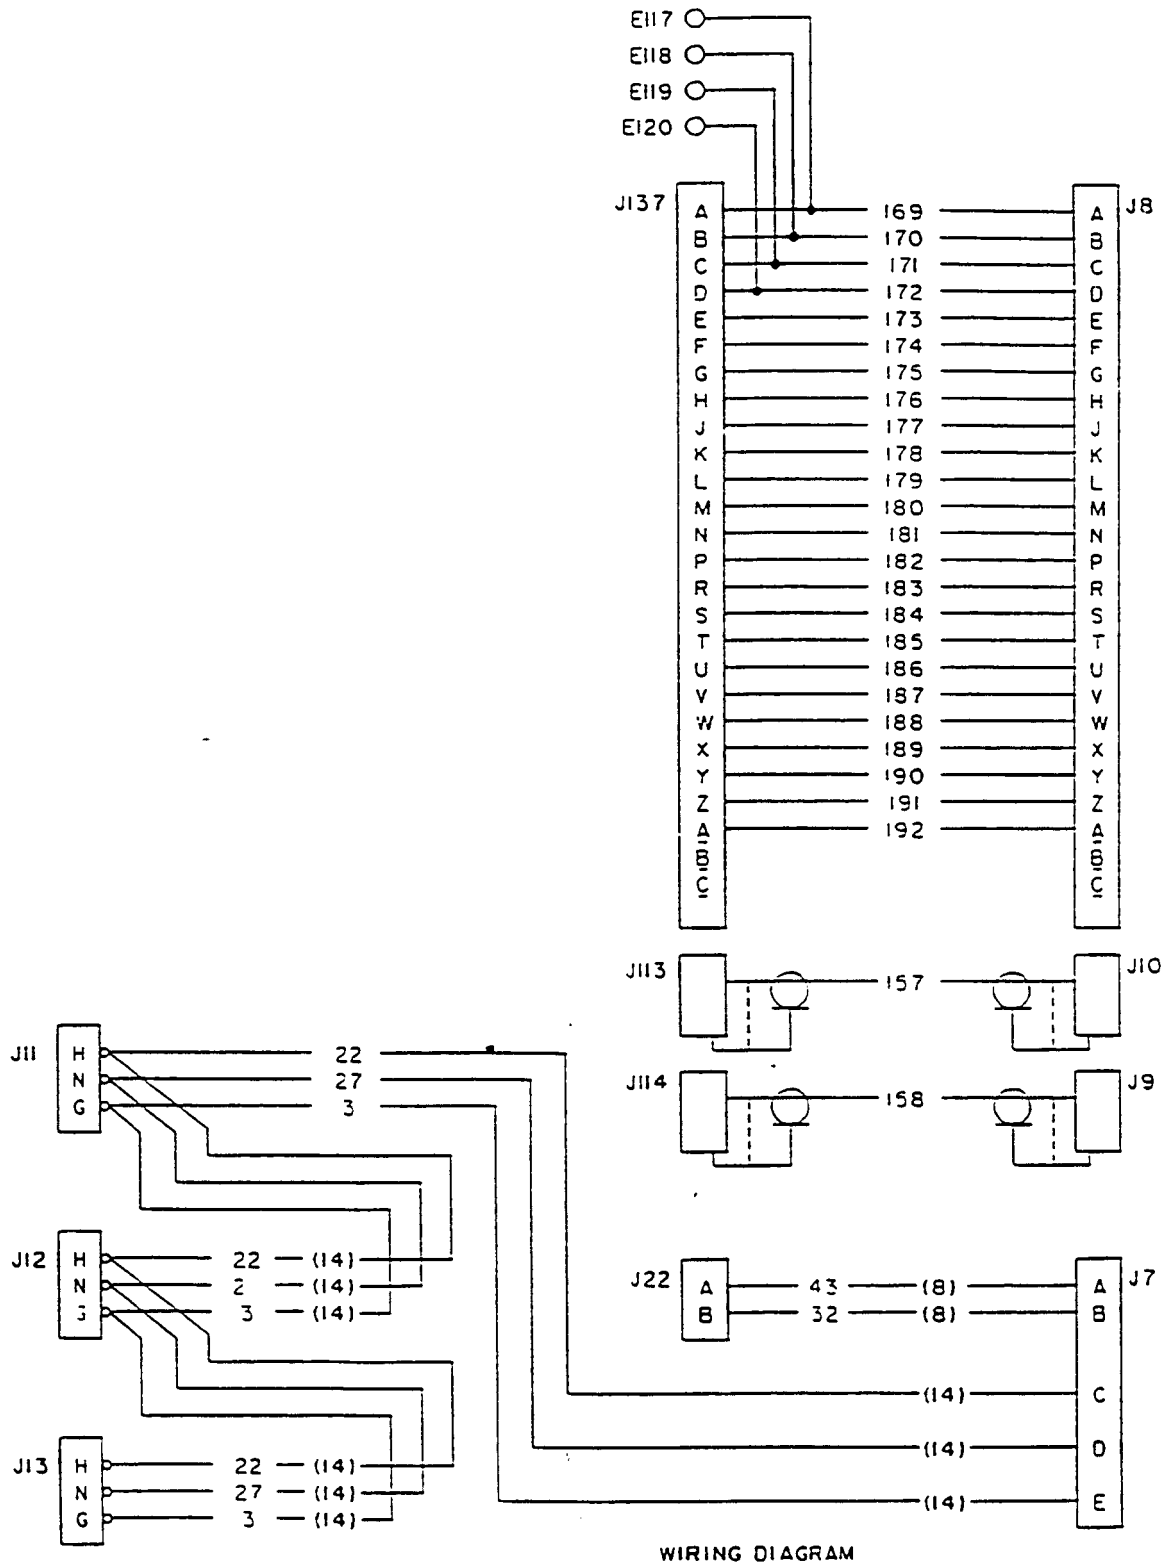 E117
E118
E119
E120
J137 J8
A 169 A
B 170 B
C 171 C
D 172 D
E 173 E
F 174 F
G 175 G
H 176 H
J 177 J
K 178 K
L 179 L
M 180 M
N 181 N
P 182 P
R 183 R
S 184 S
T 185 T
U 186 U
V 187 V
W 188 W
X 189 X
Y 190 Y
Z 191 Z
A 192 A
B B
C C
J113 157 J10
J114 158 J9
J11
H 22
N 27
G 3
J12
H 22 (14)
N 2 (14)
3 (14)
J13
H 22 (14)
N 27 (14)
G 3 (14)
J22 J7
A 43 (8) A
B 32 (8) B
(14) C
(14) D
(14) E
WIRING DIAGRAM